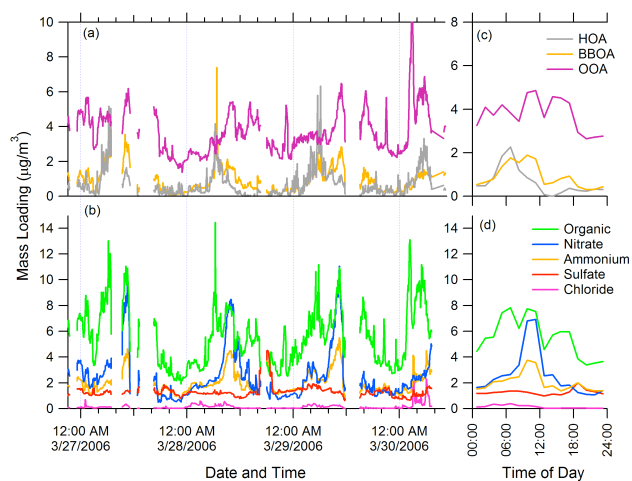 (a)
10
8
6
4
2
0
(c)
8
6
4
2
0
HOA
BBOA
OOA
Mass Loading (µg/m³)
(b)
14
12
10
8
6
4
2
0
(d)
14
12
10
8
6
4
2
0
Organic
Nitrate
Ammonium
Sulfate
Chloride
12:00 AM
3/27/2006
12:00 AM
3/28/2006
12:00 AM
3/29/2006
12:00 AM
3/30/2006
00:00
06:00
12:00
18:00
24:00
Date and Time
Time of Day